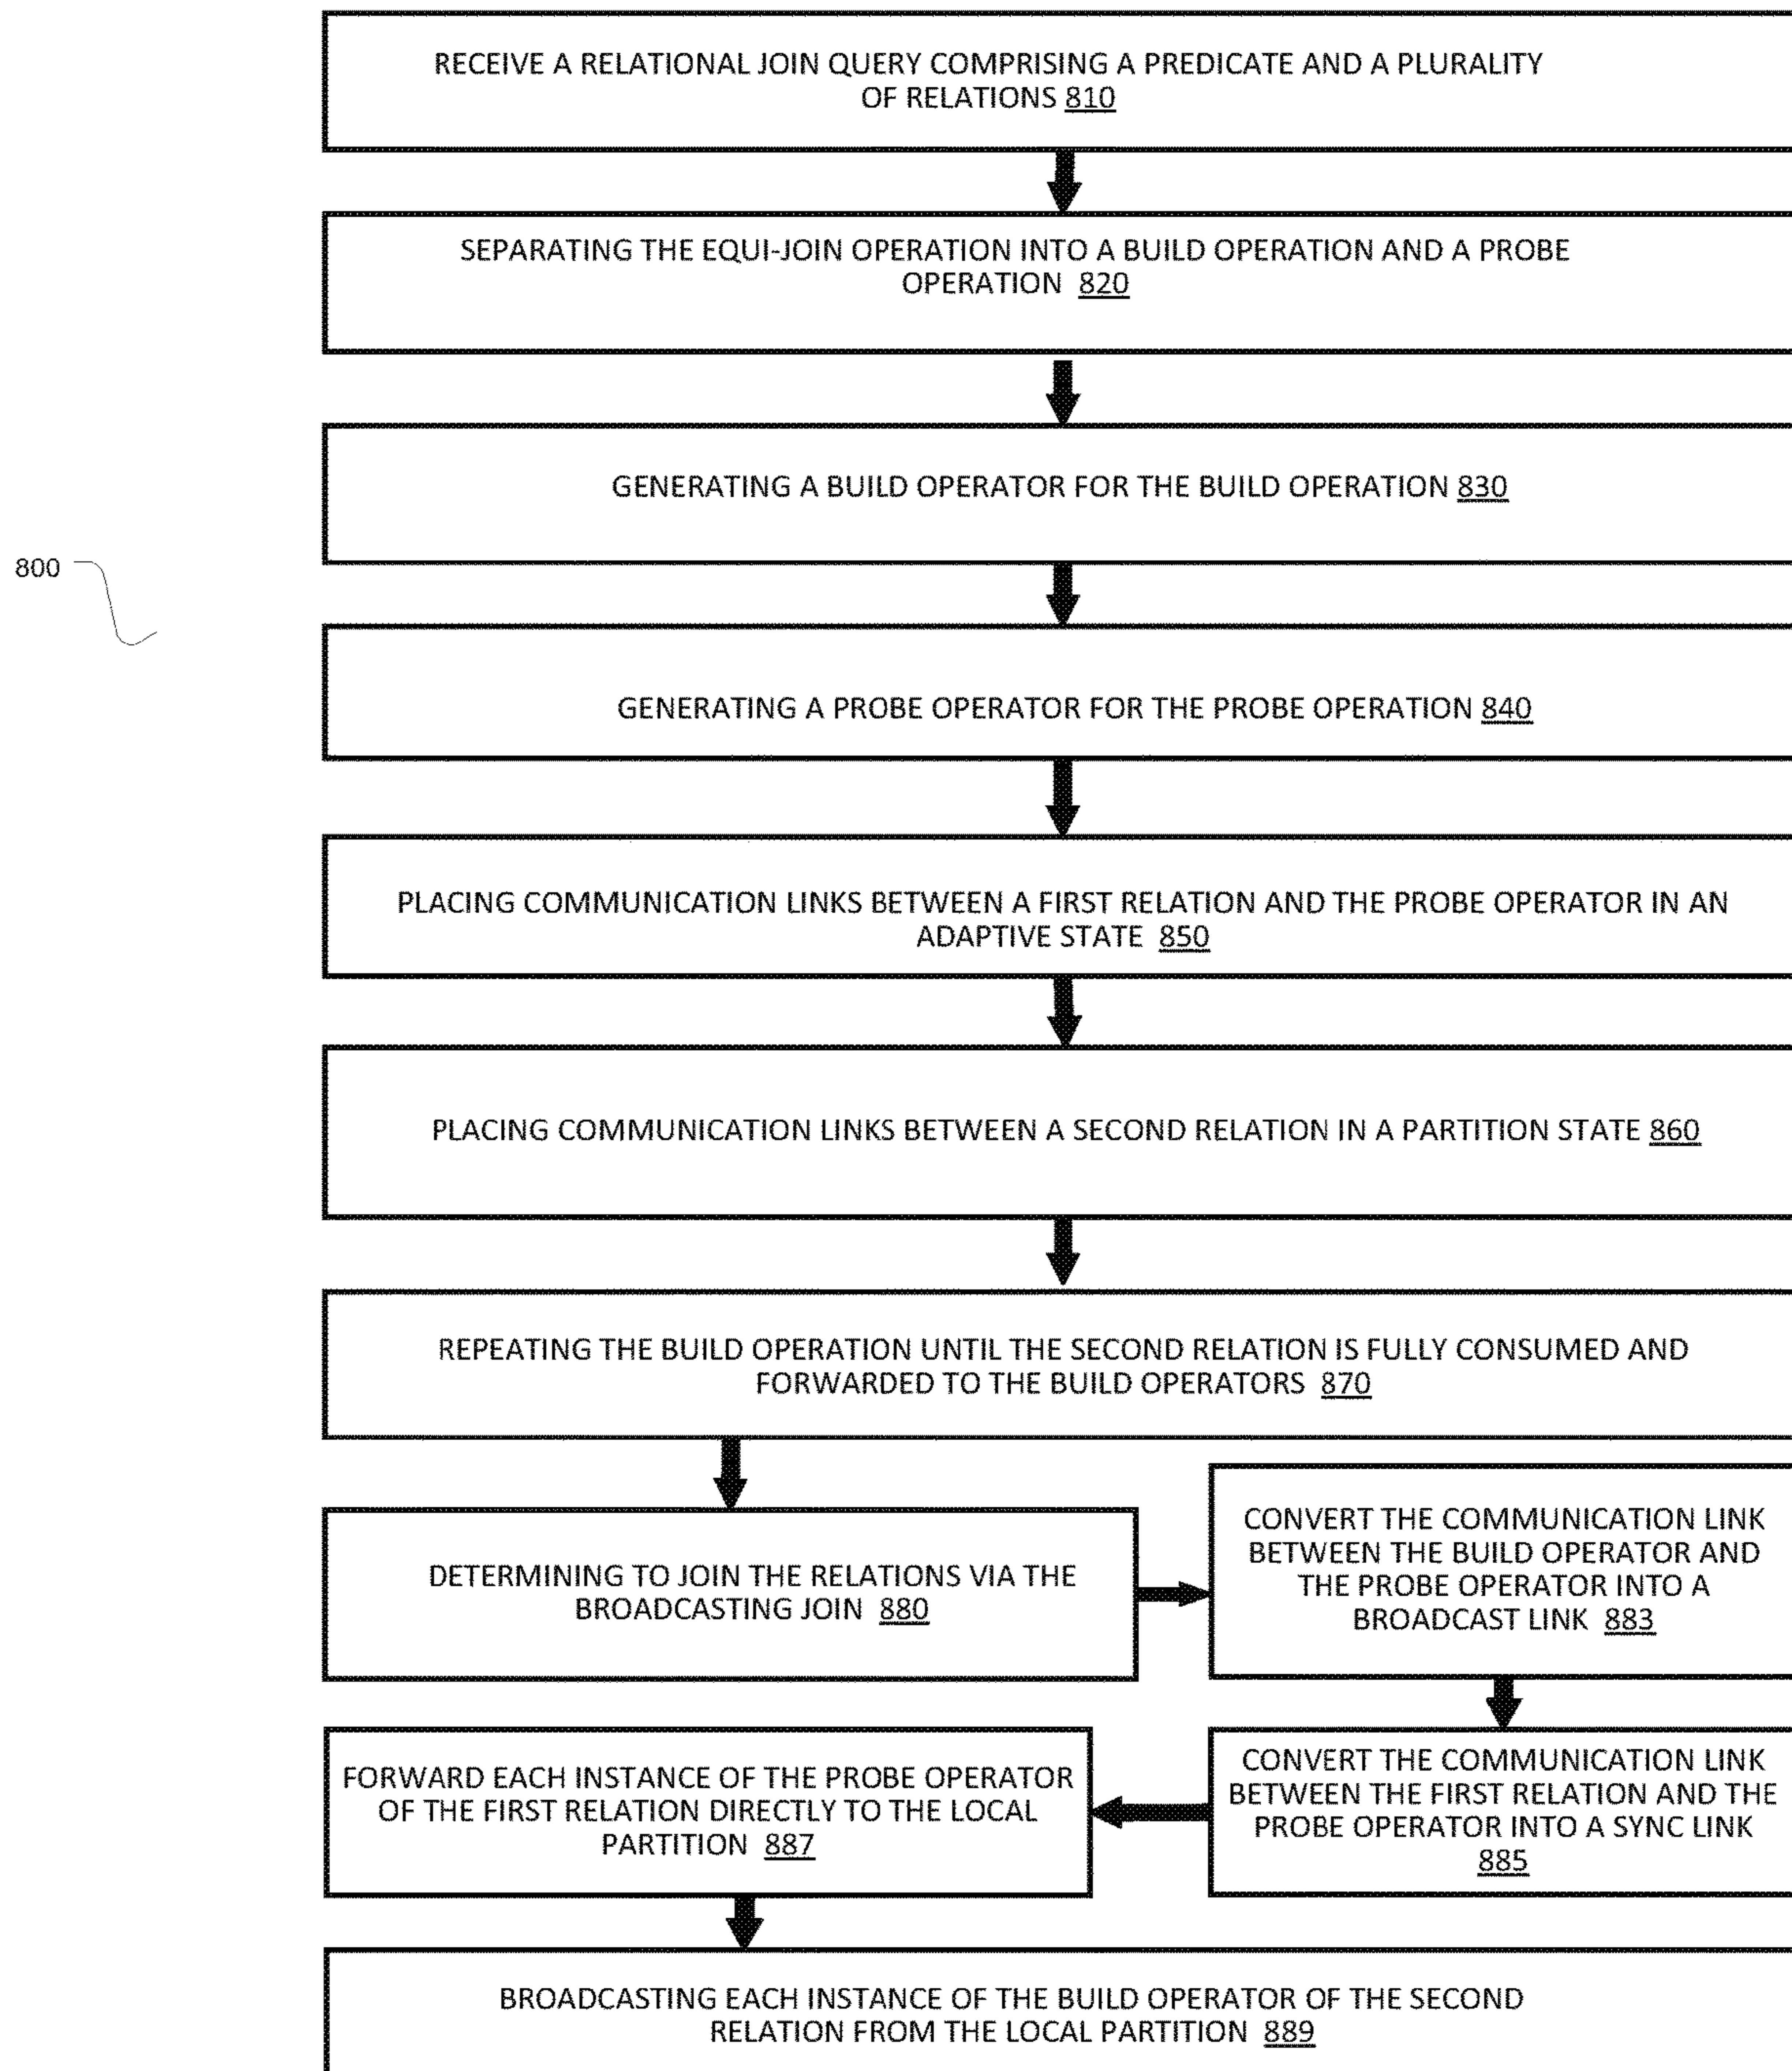 RECEIVE A RELATIONAL JOIN QUERY COMPRISING A PREDICATE AND A PLURALITY
OF RELATIONS 810
SEPARATING THE EQUI-JOIN OPERATION INTO A BUILD OPERATION AND A PROBE
OPERATION 820
GENERATING A BUILD OPERATOR FOR THE BUILD OPERATION 830
800
GENERATING A PROBE OPERATOR FOR THE PROBE OPERATION 840
PLACING COMMUNICATION LINKS BETWEEN A FIRST RELATION AND THE PROBE OPERATOR IN AN
ADAPTIVE STATE 850
PLACING COMMUNICATION LINKS BETWEEN A SECOND RELATION IN A PARTITION STATE 860
REPEATING THE BUILD OPERATION UNTIL THE SECOND RELATION IS FULLY CONSUMED AND
FORWARDED TO THE BUILD OPERATORS 870
DETERMINING TO JOIN THE RELATIONS VIA THE
BROADCASTING JOIN 880
CONVERT THE COMMUNICATION LINK
BETWEEN THE BUILD OPERATOR AND
THE PROBE OPERATOR INTO A
BROADCAST LINK 883
CONVERT THE COMMUNICATION LINK
BETWEEN THE FIRST RELATION AND THE
PROBE OPERATOR INTO A SYNC LINK
885
FORWARD EACH INSTANCE OF THE PROBE OPERATOR
OF THE FIRST RELATION DIRECTLY TO THE LOCAL
PARTITION 887
BROADCASTING EACH INSTANCE OF THE BUILD OPERATOR OF THE SECOND
RELATION FROM THE LOCAL PARTITION 889